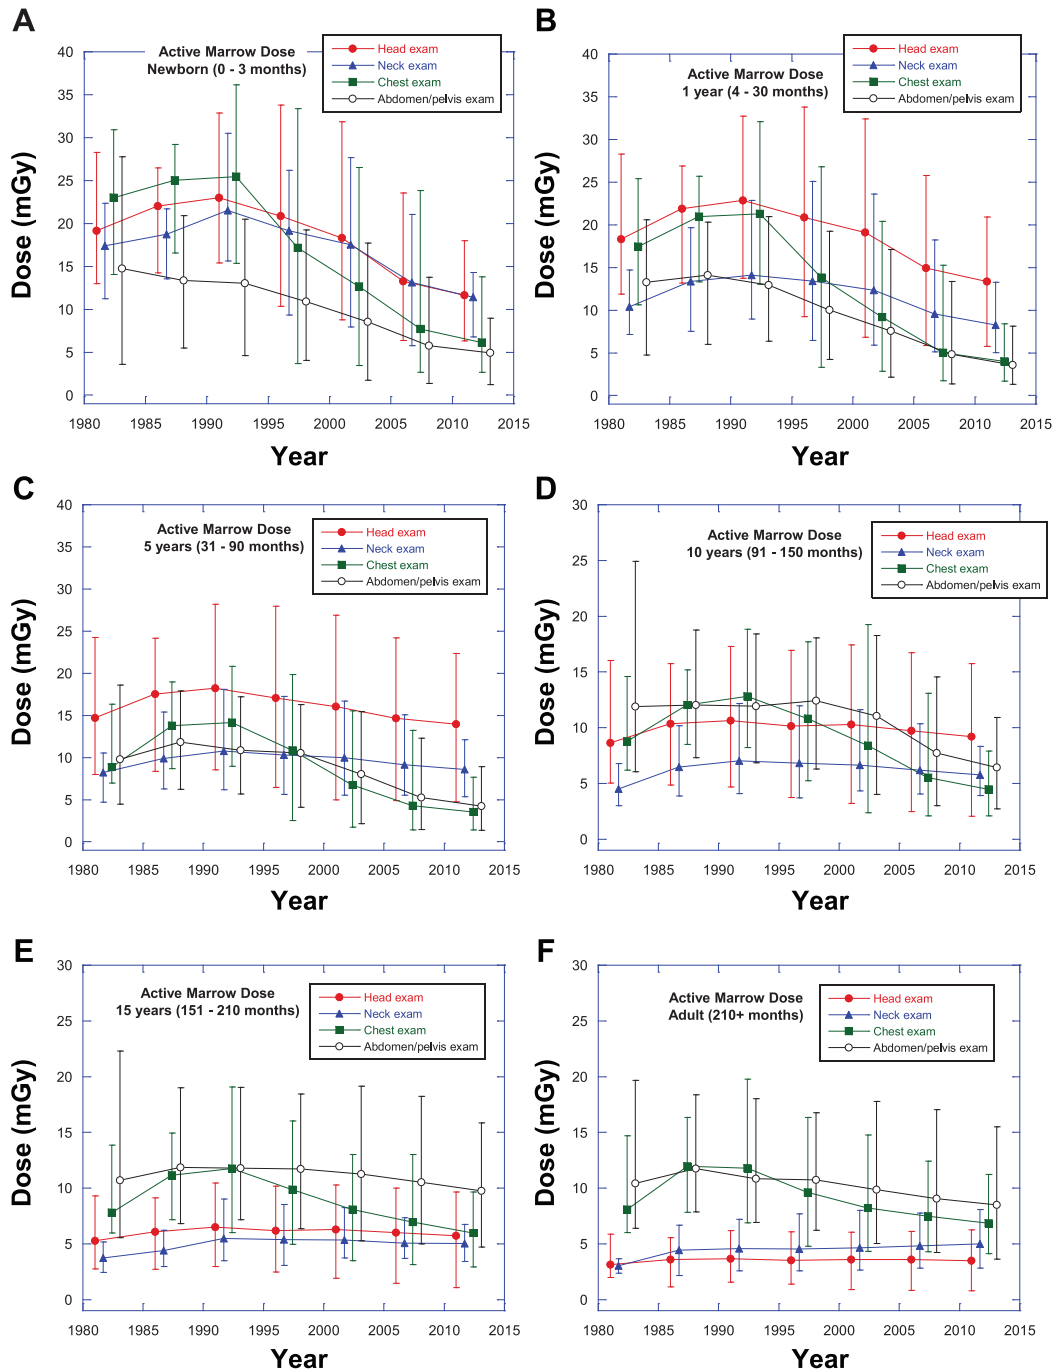 A
Active Marrow Dose
Newborn (0 - 3 months)
Head exam
Neck exam
Chest exam
Abdomen/pelvis exam
40
35
30
25
20
15
10
5
0
Dose (mGy)
1980 1985 1990 1995 2000 2005 2010 2015
Year
B
Active Marrow Dose
1 year (4 - 30 months)
Head exam
Neck exam
Chest exam
Abdomen/pelvis exam
40
35
30
25
20
15
10
5
0
Dose (mGy)
1980 1985 1990 1995 2000 2005 2010 2015
Year
C
Active Marrow Dose
5 years (31 - 90 months)
Head exam
Neck exam
Chest exam
Abdomen/pelvis exam
40
35
30
25
20
15
10
5
0
Dose (mGy)
1980 1985 1990 1995 2000 2005 2010 2015
Year
D
Active Marrow Dose
10 years (91 - 150 months)
Head exam
Neck exam
Chest exam
Abdomen/pelvis exam
30
25
20
15
10
5
0
Dose (mGy)
1980 1985 1990 1995 2000 2005 2010 2015
Year
E
Active Marrow Dose
15 years (151 - 210 months)
Head exam
Neck exam
Chest exam
Abdomen/pelvis exam
30
25
20
15
10
5
0
Dose (mGy)
1980 1985 1990 1995 2000 2005 2010 2015
Year
F
Active Marrow Dose
Adult (210+ months)
Head exam
Neck exam
Chest exam
Abdomen/pelvis exam
30
25
20
15
10
5
0
Dose (mGy)
1980 1985 1990 1995 2000 2005 2010 2015
Year